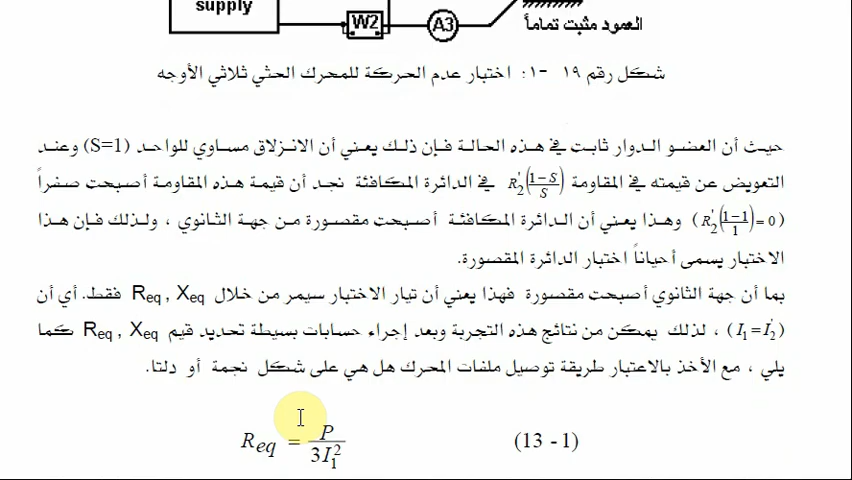 supply
W2
A3
العمود مثبت تماماً
شكل رقم ١٩ –١: اختبار عدم الحركة للمحرك الحثي ثلاثي الأوجه
حيث أن العضو الدوار ثابت في هذه الحالة فإن ذلك يعني أن الانزلاق مساوي للواحد (S=1) وعند
التعويض عن قيمته في المقاومة R'₂(1−S/S) في الدائرة المكافئة نجد أن قيمة هذه المقاومة أصبحت صفراً
(R'₂(1−1/1)=0) وهذا يعني أن الدائرة المكافئة أصبحت مقصورة من جهة الثانوي ، ولذلك فإن هذا
الاختبار يسمى أحياناً اختبار الدائرة المقصورة.
بما أن جهة الثانوي أصبحت مقصورة فهذا يعني أن تيار الاختبار سيمر من خلال Req , Xeq فقط. أي أن
(I₁=I'₂) ، لذلك يمكن من نتائج هذه التجربة وبعد إجراء حسابات بسيطة تحديد قيم Req , Xeq كما
يلي ، مع الأخذ بالاعتبار طريقة توصيل ملفات المحرك هل هي على شكل نجمة أو دلتا.
Req = P/3I₁² (13 - 1)